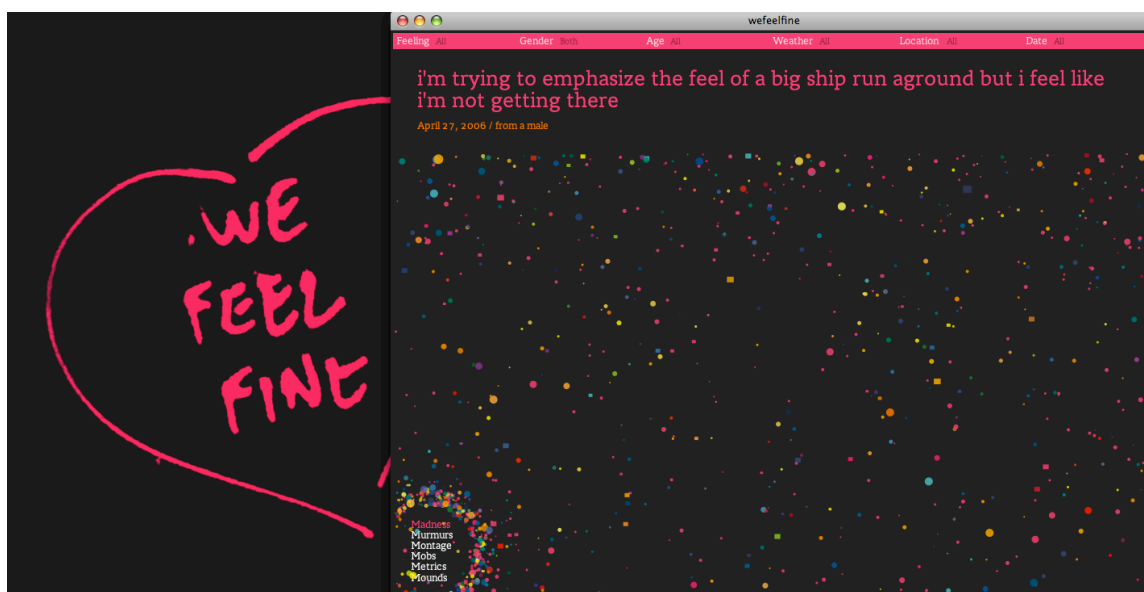 WE
FEEL
FINE
wefeelfine
Feeling All Gender Both Age All Weather All Location All Date All
i'm trying to emphasize the feel of a big ship run aground but i feel like
i'm not getting there
April 27, 2006 / from a male
Madness
Murmurs
Montage
Mobs
Metrics
Mounds